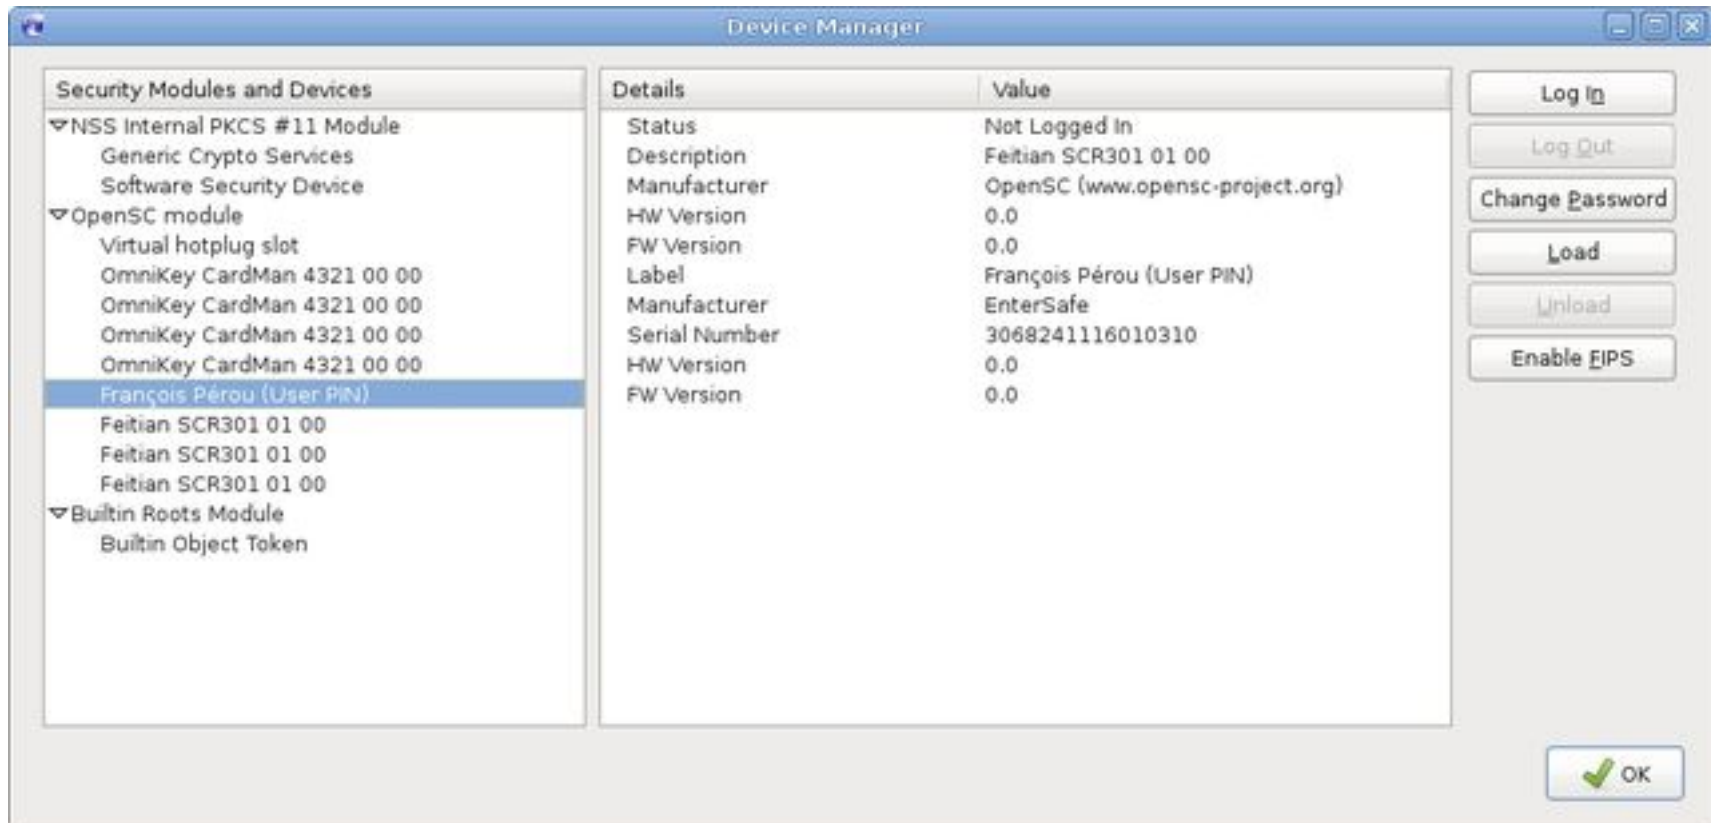 Device Manager
Security Modules and Devices
NSS Internal PKCS #11 Module
Generic Crypto Services
Software Security Device
OpenSC module
Virtual hotplug slot
OmniKey CardMan 4321 00 00
OmniKey CardMan 4321 00 00
OmniKey CardMan 4321 00 00
OmniKey CardMan 4321 00 00
François Pérou (User PIN)
Feitian SCR301 01 00
Feitian SCR301 01 00
Feitian SCR301 01 00
Builtin Roots Module
Builtin Object Token
Details Value
Status Not Logged In
Description Feitian SCR301 01 00
Manufacturer OpenSC (www.opensc-project.org)
HW Version 0.0
FW Version 0.0
Label François Pérou (User PIN)
Manufacturer EnterSafe
Serial Number 3068241116010310
HW Version 0.0
FW Version 0.0
Log In
Log Out
Change Password
Load
Unload
Enable FIPS
OK